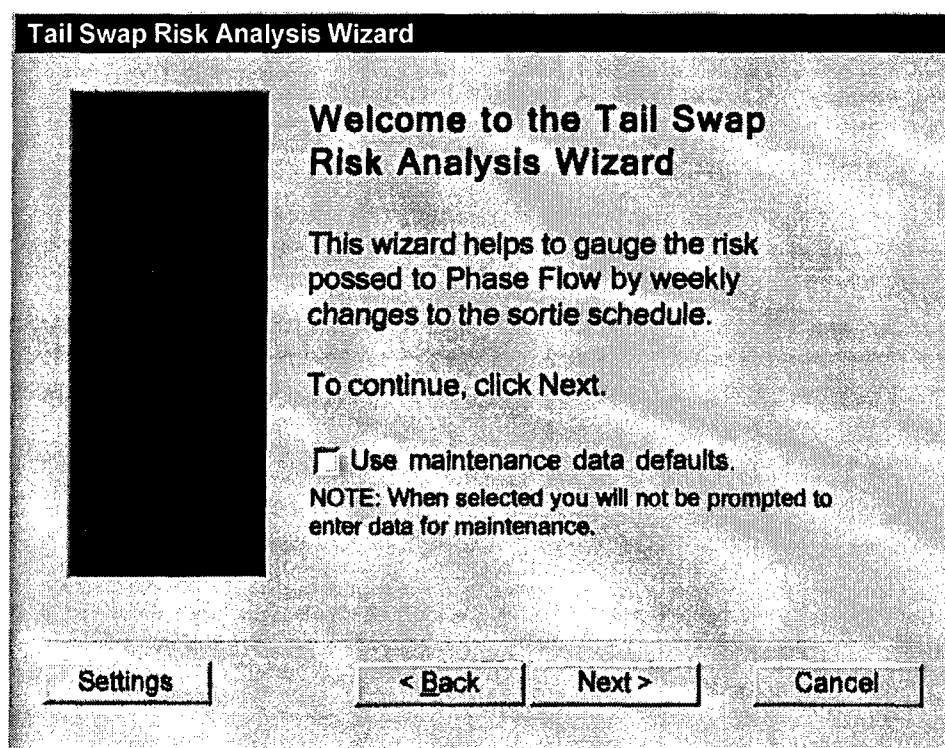 Tail Swap Risk Analysis Wizard
Welcome to the Tail Swap
Risk Analysis Wizard
This wizard helps to gauge the risk
possed to Phase Flow by weekly
changes to the sortie schedule.
To continue, click Next.
Use maintenance data defaults.
NOTE: When selected you will not be prompted to
enter data for maintenance.
Settings
< Back
Next >
Cancel